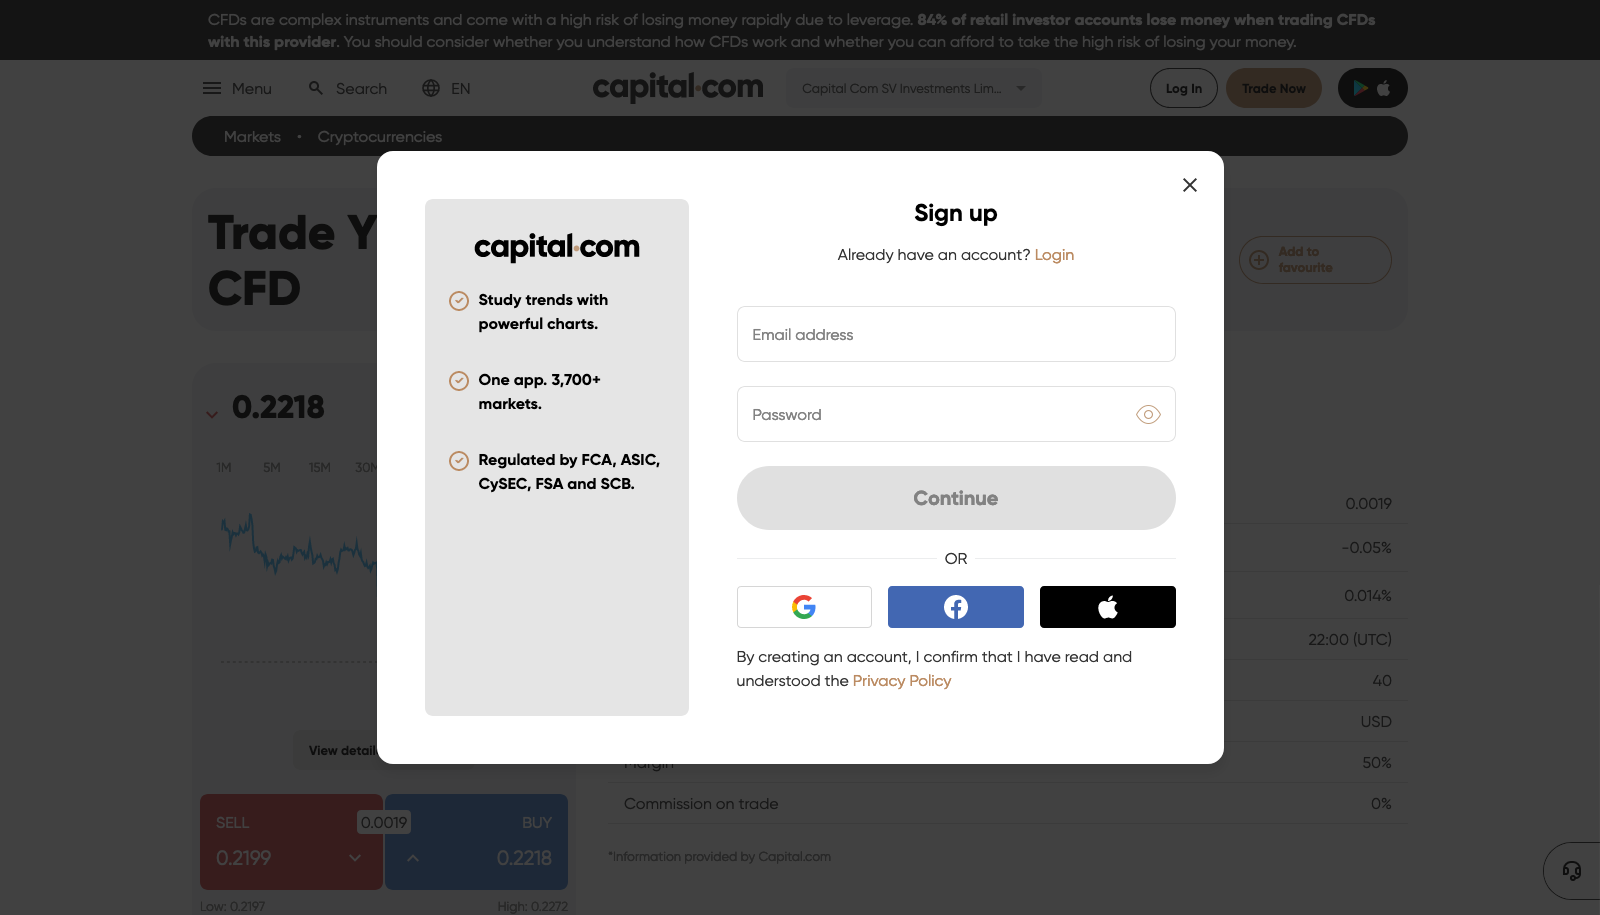 CFDs are complex instruments and come with a high risk of losing money rapidly due to leverage. 84% of retail investor accounts lose money when trading CFDs
with this provider. You should consider whether you understand how CFDs work and whether you can afford to take the high risk of losing your money.
Menu
Search
EN
capital.com
Capital Com SV Investments Lim...
Log In
Trade Now
Markets • Cryptocurrencies
Trade Y
CFD
Add to
favourite
0.2218
1M 5M 15M 30M
View detail
SELL
0.2199
0.0019
BUY
0.2218
Low: 0.2197
High: 0.2272
capital.com
Study trends with
powerful charts.
One app. 3,700+
markets.
Regulated by FCA, ASIC,
CySEC, FSA and SCB.
Sign up
Already have an account? Login
Email address
Password
Continue
OR
By creating an account, I confirm that I have read and
understood the Privacy Policy
0.0019
-0.05%
0.014%
22:00 (UTC)
40
USD
Margin 50%
Commission on trade 0%
*Information provided by Capital.com